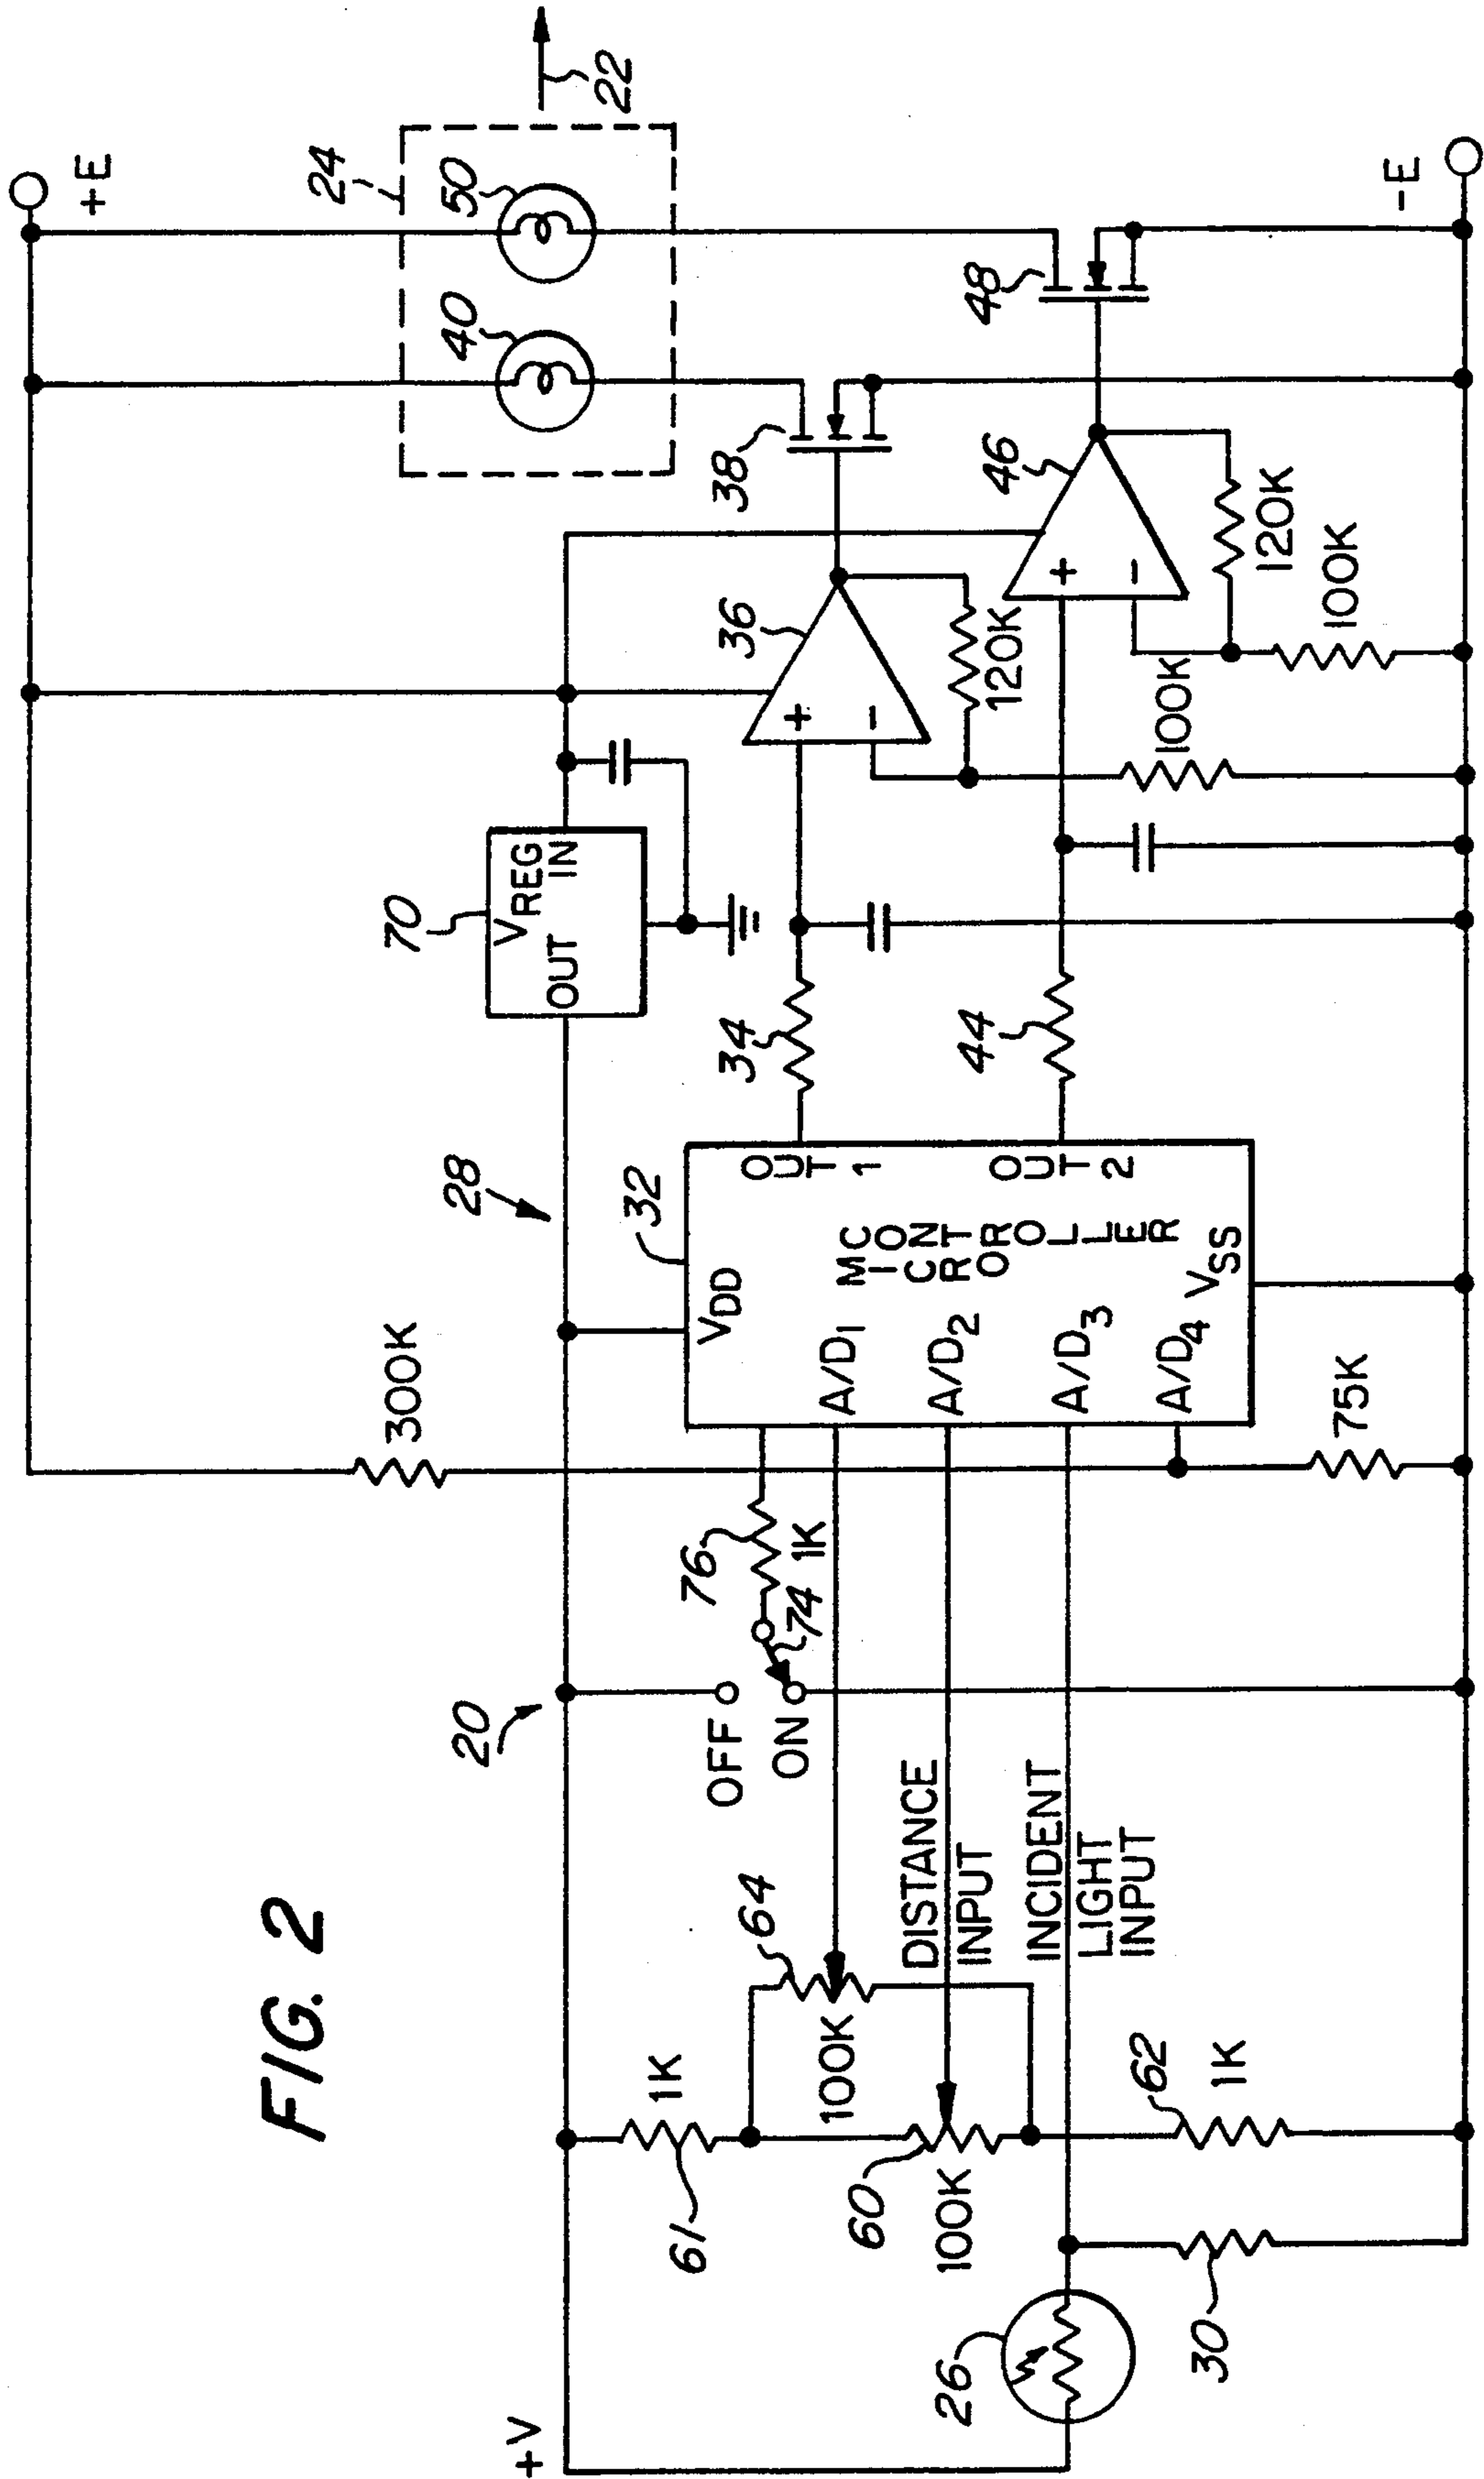 FIG. 2
+V
20
28
70
VREG
OUT IN
+E
24
40
50
22
61
1K
64
100K
60
100K
DISTANCE
INPUT
INCIDENT
LIGHT
INPUT
62
1K
26
30
OFF
ON
74
76
1K
300K
75K
32
VDD
A/D1
A/D2
A/D3
A/D4
MICRO
CONTROLLER
VSS
OUT
1
OUT
2
34
44
36
+
-
120K
100K
38
46
+
-
120K
100K
48
-E